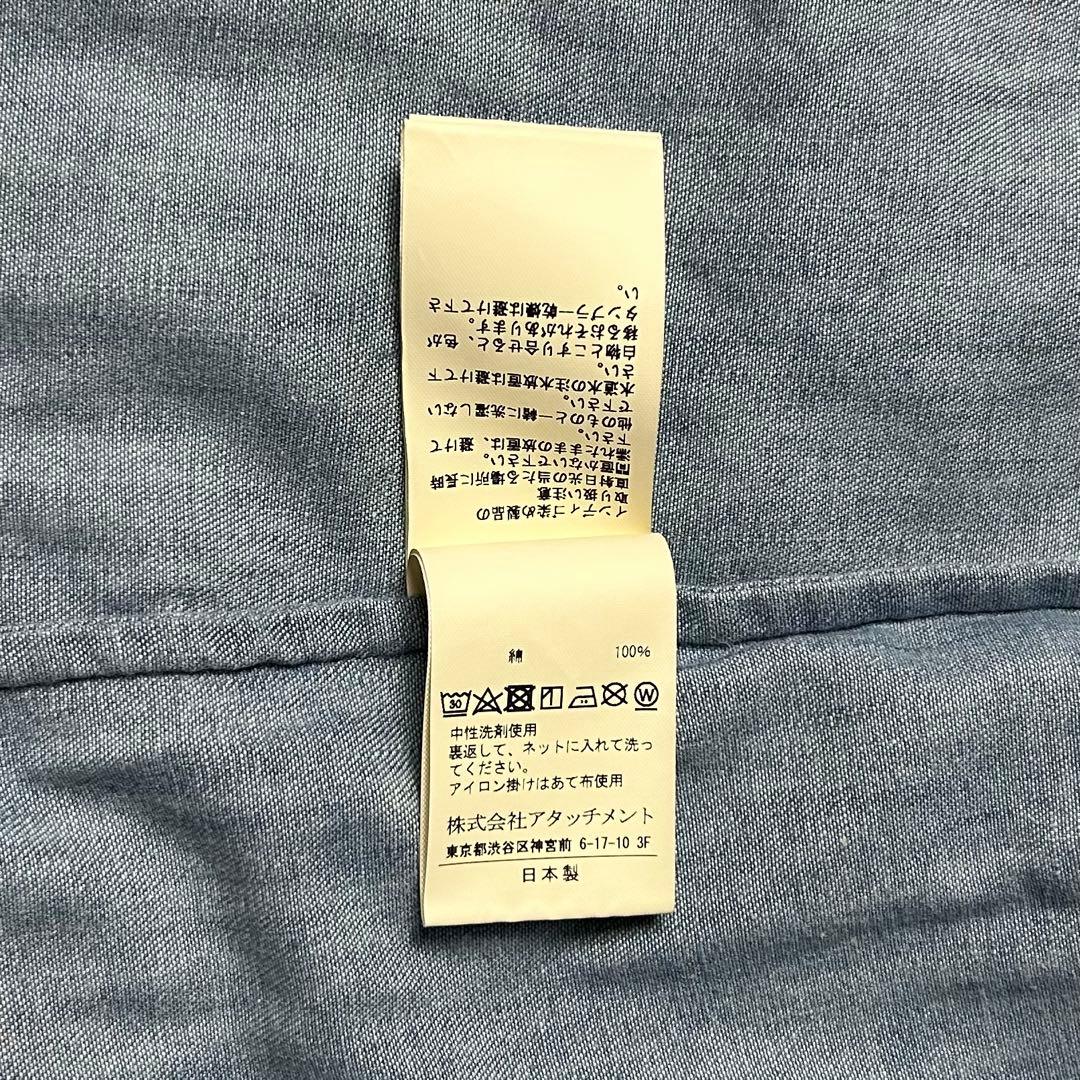 インディゴ染め製品の
取り扱い注意
直射日光の当たる場所に長時
間置かないで下さい。
濡れたままの放置は、避けて
下さい。
他のものと一緒に洗濯しない
で下さい。
水道水の注水放置は避けて下
さい。
白物とこすり合せると、色が
移るおそれがあります。
タンブラー乾燥は避けて下さ
い。
綿 100%
30 W
中性洗剤使用
裏返して、ネットに入れて洗っ
てください。
アイロン掛けはあて布使用
株式会社アタッチメント
東京都渋谷区神宮前 6-17-10 3F
日本製